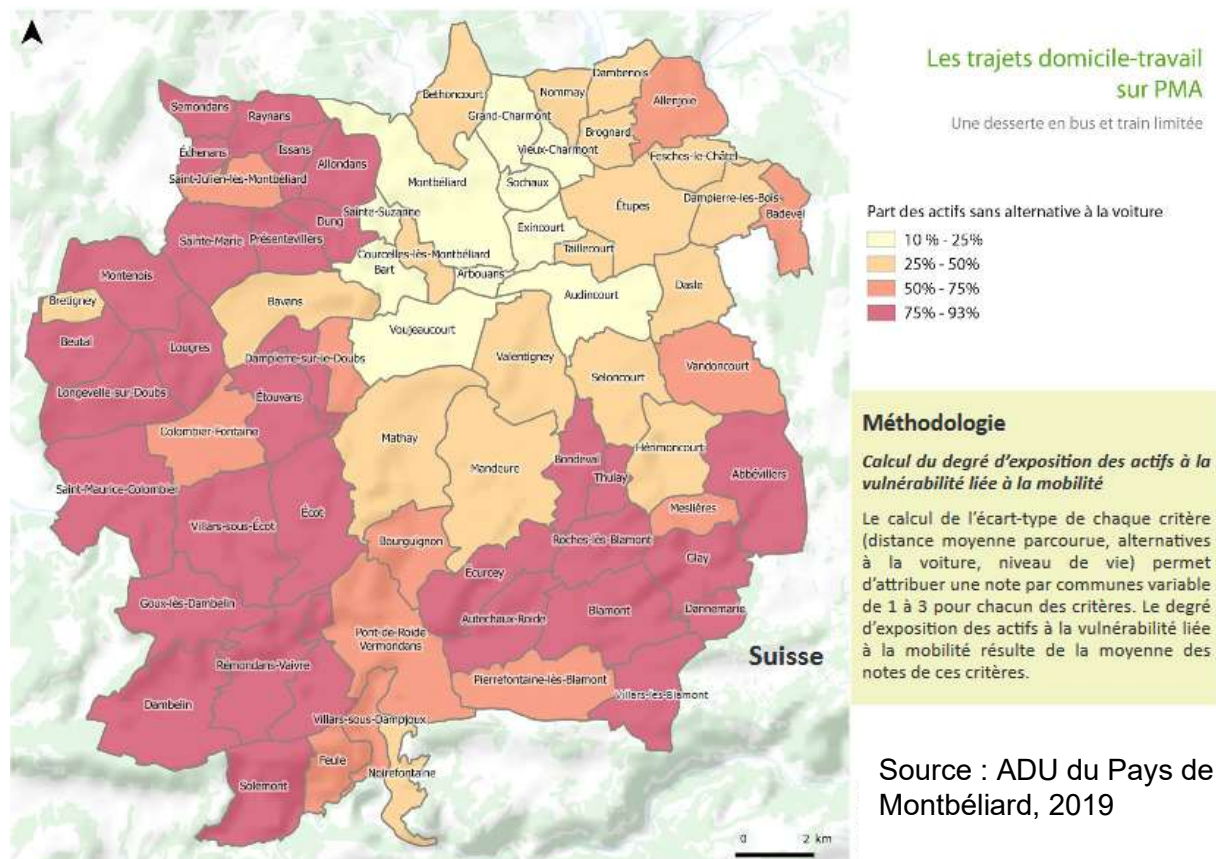 Les trajets domicile-travail
sur PMA
Une desserte en bus et train limitée
Part des actifs sans alternative à la voiture
10 % - 25%
25% - 50%
50% - 75%
75% - 93%
Méthodologie
Calcul du degré d'exposition des actifs à la
vulnérabilité liée à la mobilité
Le calcul de l'écart-type de chaque critère
(distance moyenne parcourue, alternatives
à la voiture, niveau de vie) permet
d'attribuer une note par communes variable
de 1 à 3 pour chacun des critères. Le degré
d'exposition des actifs à la vulnérabilité liée
à la mobilité résulte de la moyenne des
notes de ces critères.
Source : ADU du Pays de
Montbéliard, 2019
Dambenois
Bethoncourt
Nommay
Allenjoie
Semondans
Raynans
Grand-Charmont
Brognard
Échenans
Issans
Vieux-Charmont
Allondans
Fesches-le-Châtel
Saint-Julien-lès-Montbéliard
Montbéliard
Sochaux
Dampierre-les-Bois
Étupes
Badevel
Sainte-Suzanne
Dung
Exincourt
Sainte-Marie
Présentevillers
Taillecourt
Courcelles-lès-Montbéliard
Bart
Arbouans
Montenois
Dasle
Audincourt
Bretigney
Bavans
Voujeaucourt
Beutal
Lougres
Dampierre-sur-le-Doubs
Valentigney
Vandoncourt
Seloncourt
Longevelle-sur-Doubs
Étouvans
Colombier-Fontaine
Mathay
Hérimoncourt
Mandeure
Bondeval
Thulay
Abbévillers
Saint-Maurice-Colombier
Meslières
Écot
Villars-sous-Écot
Bourguignon
Roches-lès-Blamont
Glay
Écurcey
Goux-lès-Dambelin
Dannemarie
Autechaux-Roide
Blamont
Pont-de-Roide
Vermondans
Suisse
Rémondans-Vaivre
Pierrefontaine-lès-Blamont
Villars-lès-Blamont
Dambelin
Villars-sous-Dampjoux
Feule
Noirefontaine
Solemont
0 2 km